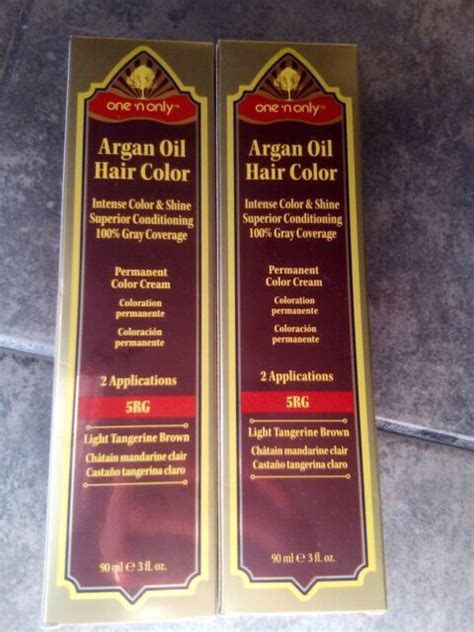 one 'n only™
Argan Oil
Hair Color
Intense Color & Shine
Superior Conditioning
100% Gray Coverage
Permanent
Color Cream
Coloration
permanente
Coloración
permanente
2 Applications
5RG
Light Tangerine Brown
Châtain mandarine clair
Castaño tangerina claro
90 ml e 3 fl. oz.
one 'n only™
Argan Oil
Hair Color
Intense Color & Shine
Superior Conditioning
100% Gray Coverage
Permanent
Color Cream
Coloration
permanente
Coloración
permanente
2 Applications
5RG
Light Tangerine Brown
Châtain mandarine clair
Castaño tangerina claro
90 ml e 3 fl. oz.